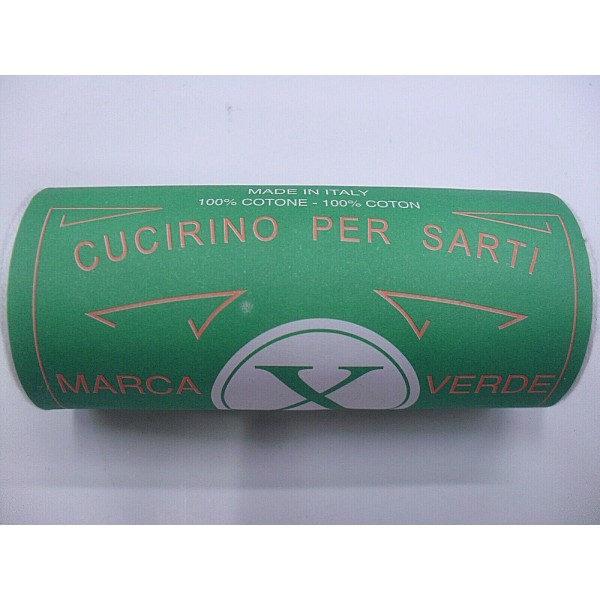 MADE IN ITALY
100% COTONE - 100% COTON
CUCIRINO PER SARTI
MARCA X VERDE